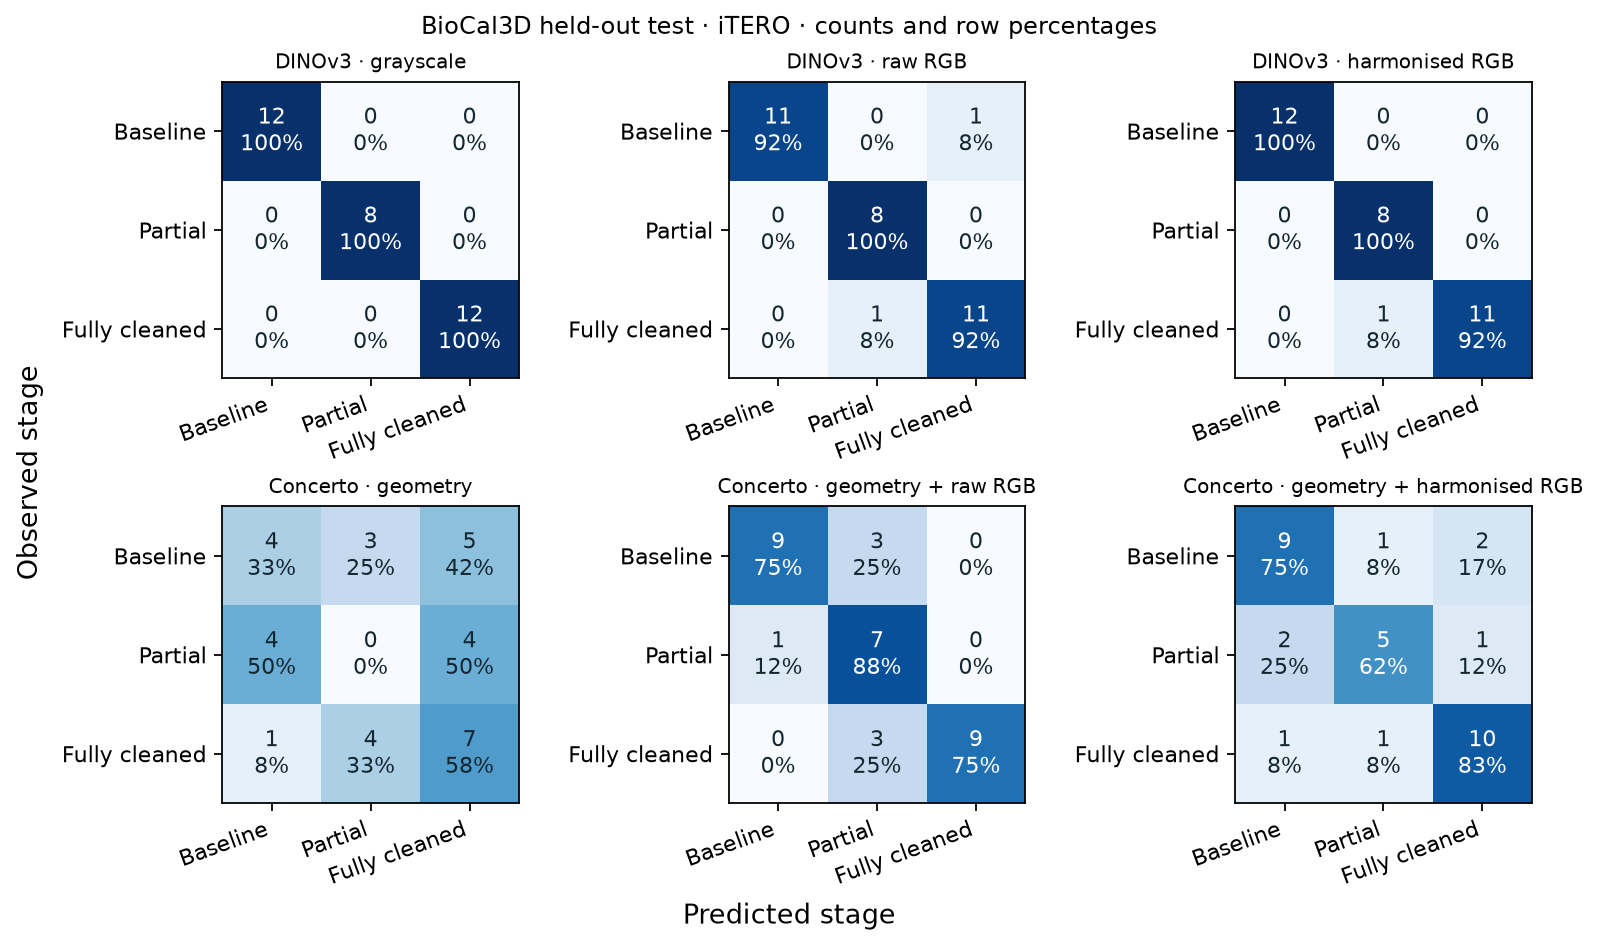 BioCal3D held-out test · iTERO · counts and row percentages
DINOv3 · grayscale
Baseline
12
100%
0
0%
0
0%
Partial
0
0%
8
100%
0
0%
Fully cleaned
0
0%
0
0%
12
100%
Baseline
Partial
Fully cleaned
DINOv3 · raw RGB
Baseline
11
92%
0
0%
1
8%
Partial
0
0%
8
100%
0
0%
Fully cleaned
0
0%
1
8%
11
92%
Baseline
Partial
Fully cleaned
DINOv3 · harmonised RGB
Baseline
12
100%
0
0%
0
0%
Partial
0
0%
8
100%
0
0%
Fully cleaned
0
0%
1
8%
11
92%
Baseline
Partial
Fully cleaned
Observed stage
Concerto · geometry
Baseline
4
33%
3
25%
5
42%
Partial
4
50%
0
0%
4
50%
Fully cleaned
1
8%
4
33%
7
58%
Baseline
Partial
Fully cleaned
Concerto · geometry + raw RGB
Baseline
9
75%
3
25%
0
0%
Partial
1
12%
7
88%
0
0%
Fully cleaned
0
0%
3
25%
9
75%
Baseline
Partial
Fully cleaned
Concerto · geometry + harmonised RGB
Baseline
9
75%
1
8%
2
17%
Partial
2
25%
5
62%
1
12%
Fully cleaned
1
8%
1
8%
10
83%
Baseline
Partial
Fully cleaned
Predicted stage